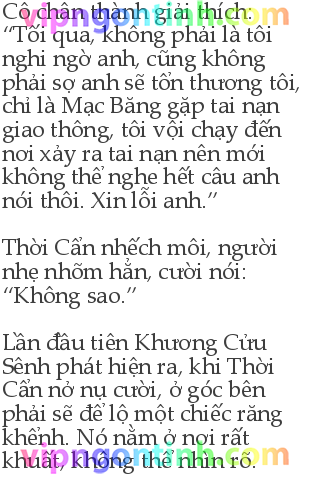 Cô chân thành giải thích:
“Tối qua, không phải là tôi
nghi ngờ anh, cũng không
phải sợ anh sẽ tổn thương tôi,
chỉ là Mạc Băng gặp tai nạn
giao thông, tôi vội chạy đến
nơi xảy ra tai nạn nên mới
không thể nghe hết câu anh
nói thôi. Xin lỗi anh.”
Thời Cẩn nhếch môi, người
nhẹ nhõm hẳn, cười nói:
“Không sao.”
Lần đầu tiên Khương Cửu
Sênh phát hiện ra, khi Thời
Cẩn nở nụ cười, ở góc bên
phải sẽ để lộ một chiếc răng
khểnh. Nó nằm ở nơi rất
khuất, không thể nhìn rõ.
vipngontinh.com
vipngontinh.com